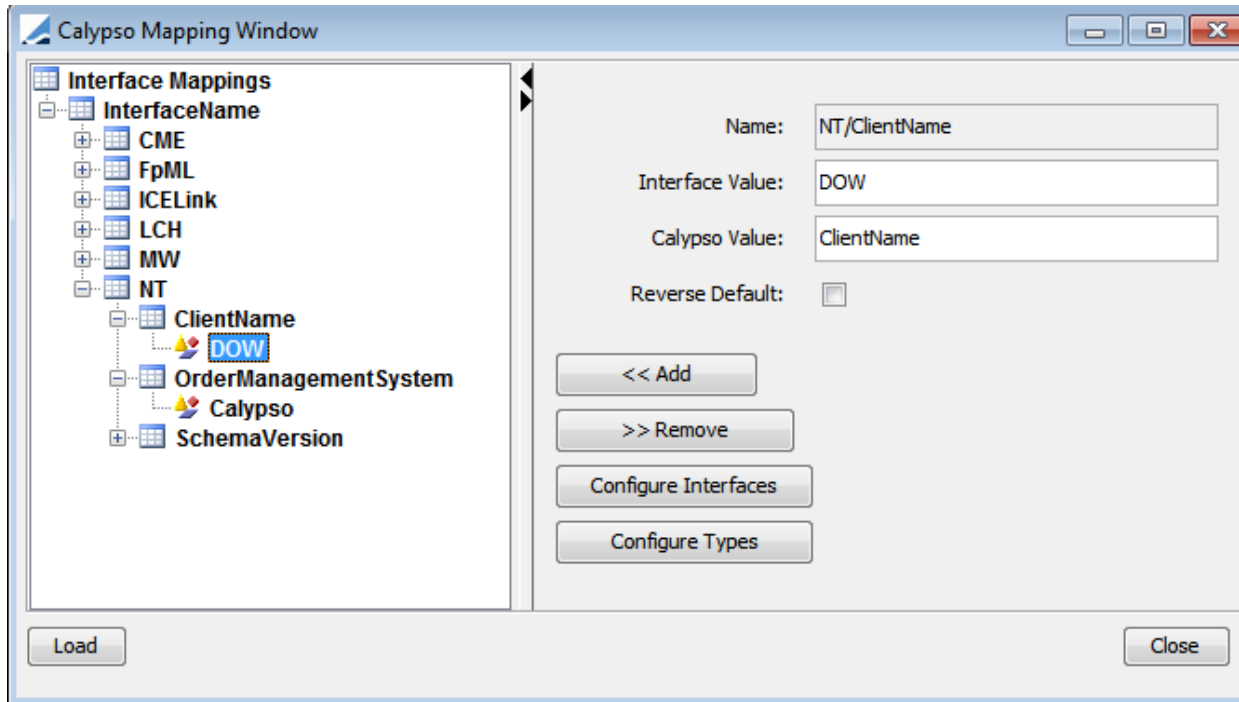 Calypso Mapping Window
Interface Mappings
InterfaceName
CME
FpML
ICELink
LCH
MW
NT
ClientName
DOW
OrderManagementSystem
Calypso
SchemaVersion
Name: NT/ClientName
Interface Value: DOW
Calypso Value: ClientName
Reverse Default:
<< Add
>> Remove
Configure Interfaces
Configure Types
Load
Close